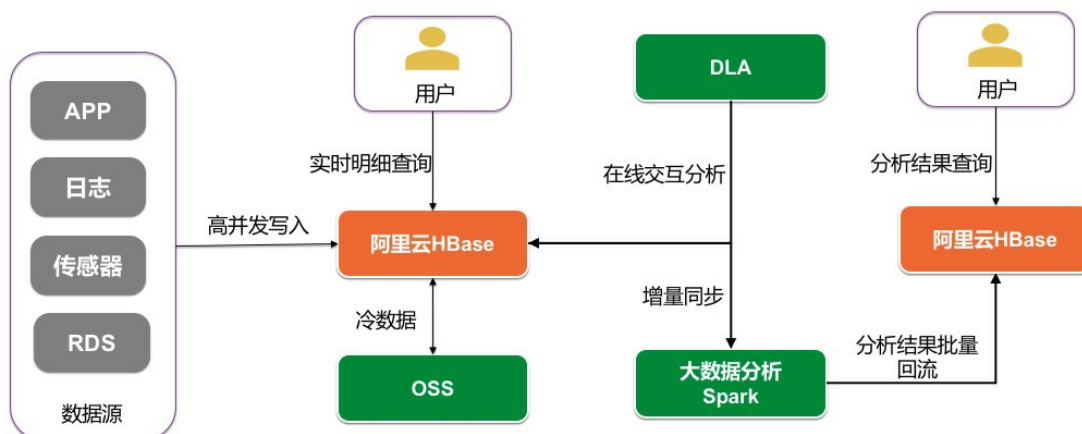 APP
日志
传感器
RDS
数据源
高并发写入
用户
实时明细查询
阿里云HBase
冷数据
OSS
DLA
在线交互分析
增量同步
大数据分析
Spark
用户
分析结果查询
阿里云HBase
分析结果批量
回流